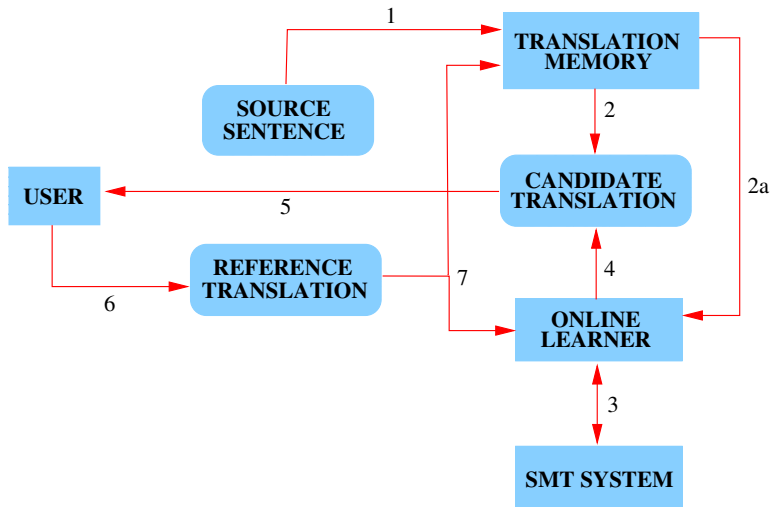 1
TRANSLATION
MEMORY
SOURCE
SENTENCE
2
CANDIDATE
TRANSLATION
2a
USER
5
REFERENCE
TRANSLATION
7
4
6
ONLINE
LEARNER
3
SMT SYSTEM